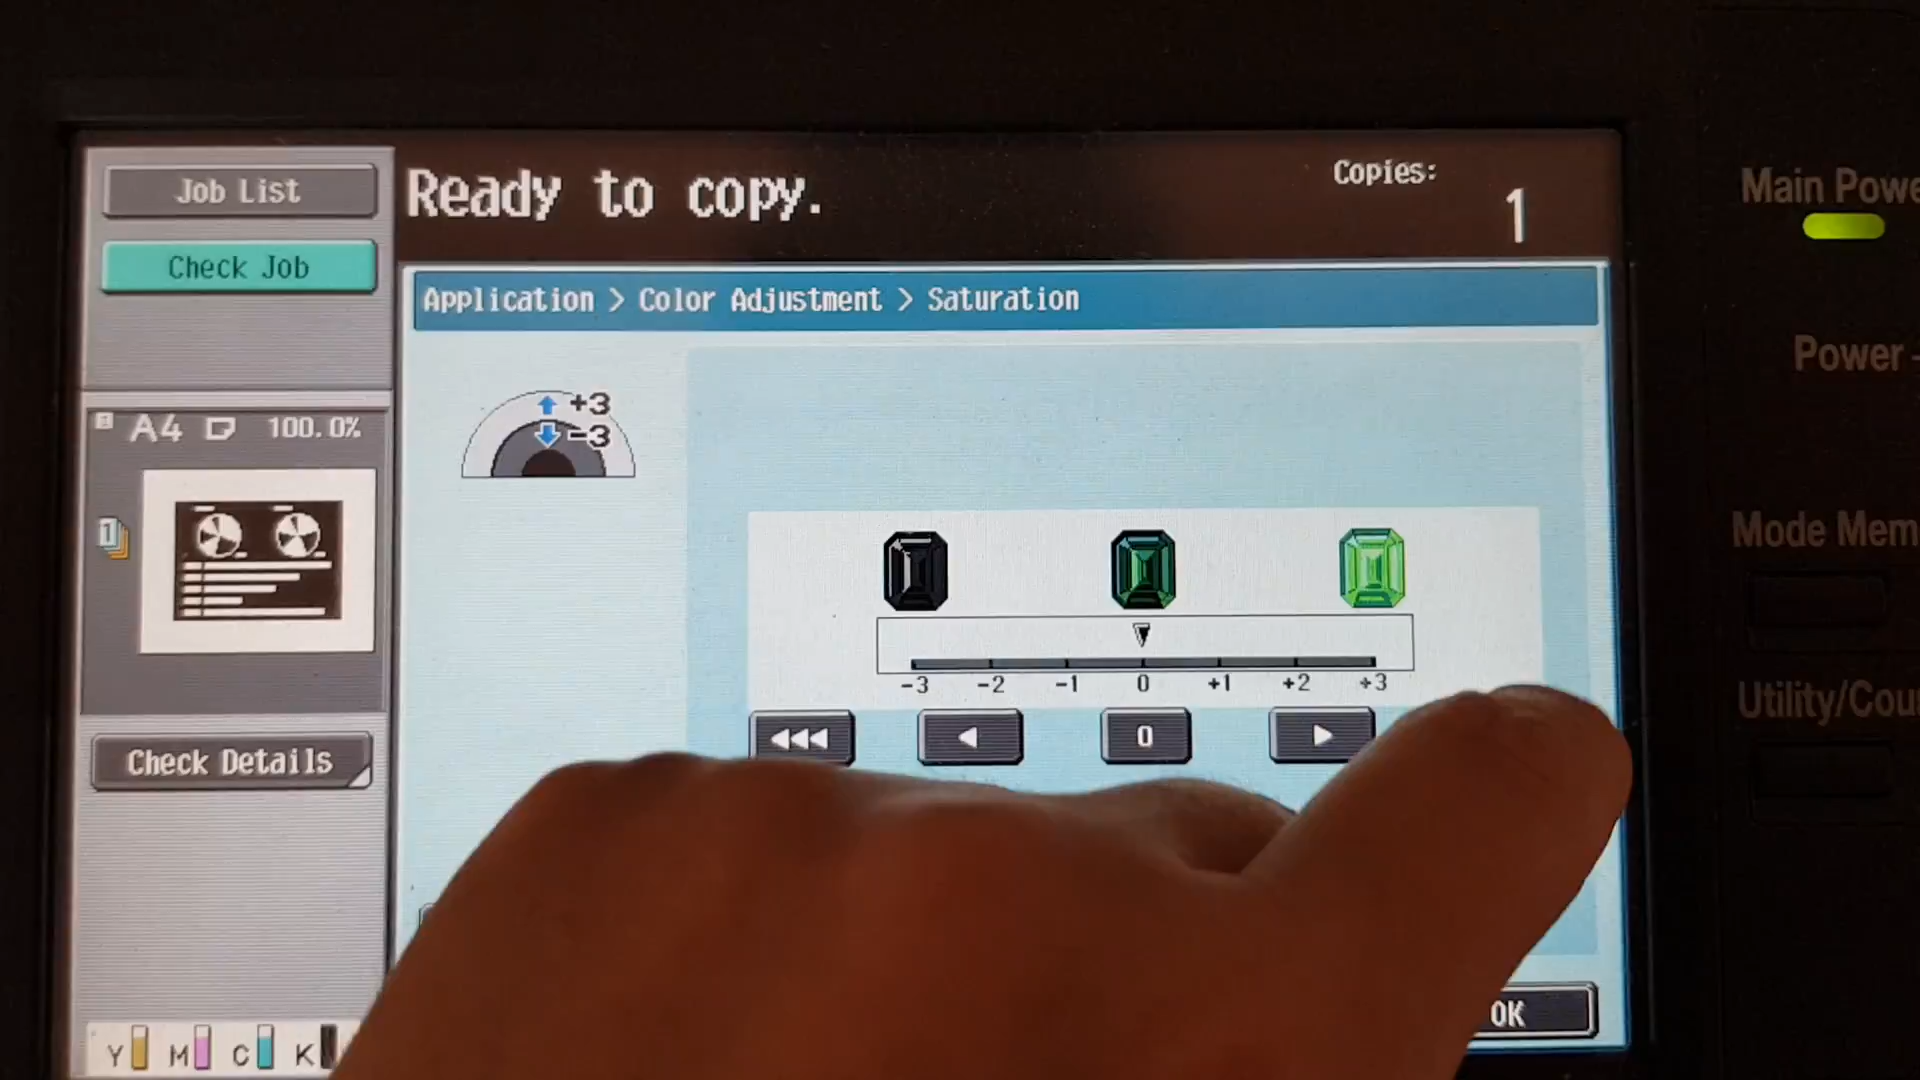 Job List
Check Job
Ready to copy.
Copies:
1
Application > Color Adjustment > Saturation
+3
-3
A4 100.0%
1
-3 -2 -1 0 +1 +2 +3
0
Check Details
OK
Y M C K
Main Powe
Power
Mode Mem
Utility/Cou